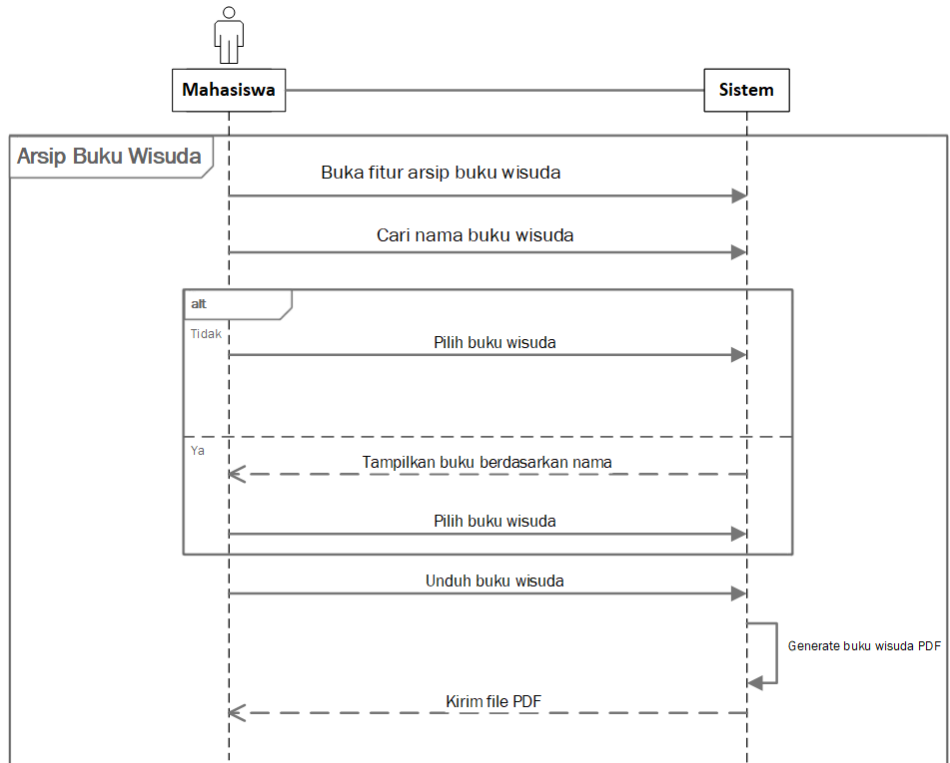 Mahasiswa
Sistem
Arsip Buku Wisuda
Buka fitur arsip buku wisuda
Cari nama buku wisuda
alt
Tidak
Pilih buku wisuda
Ya
Tampilkan buku berdasarkan nama
Pilih buku wisuda
Unduh buku wisuda
Generate buku wisuda PDF
Kirim file PDF